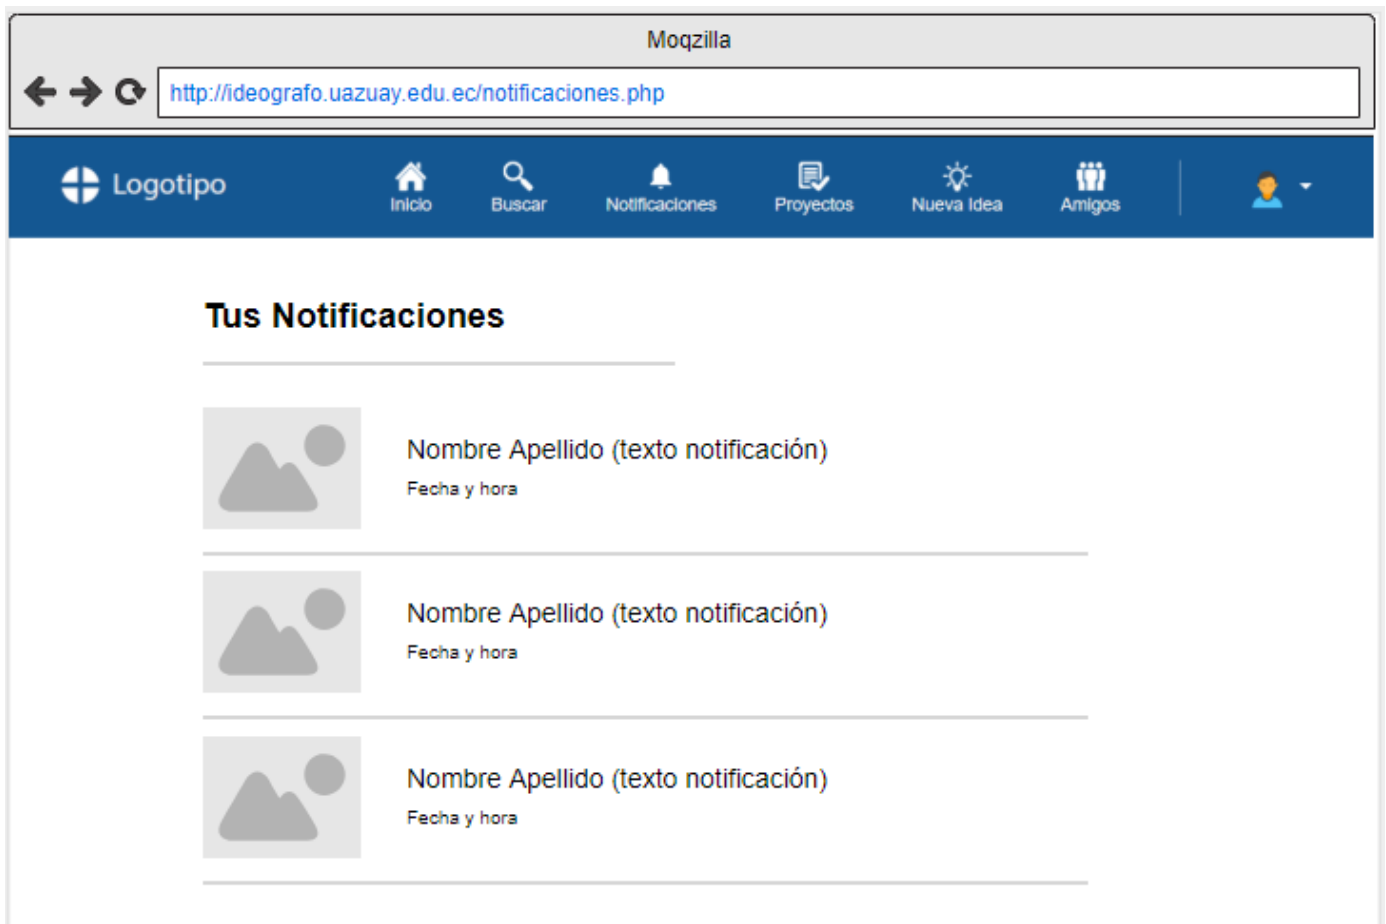 Moqzilla
http://ideografo.uazuay.edu.ec/notificaciones.php
Logotipo
Inicio Buscar Notificaciones Proyectos Nueva Idea Amigos
Tus Notificaciones
Nombre Apellido (texto notificación)
Fecha y hora
Nombre Apellido (texto notificación)
Fecha y hora
Nombre Apellido (texto notificación)
Fecha y hora